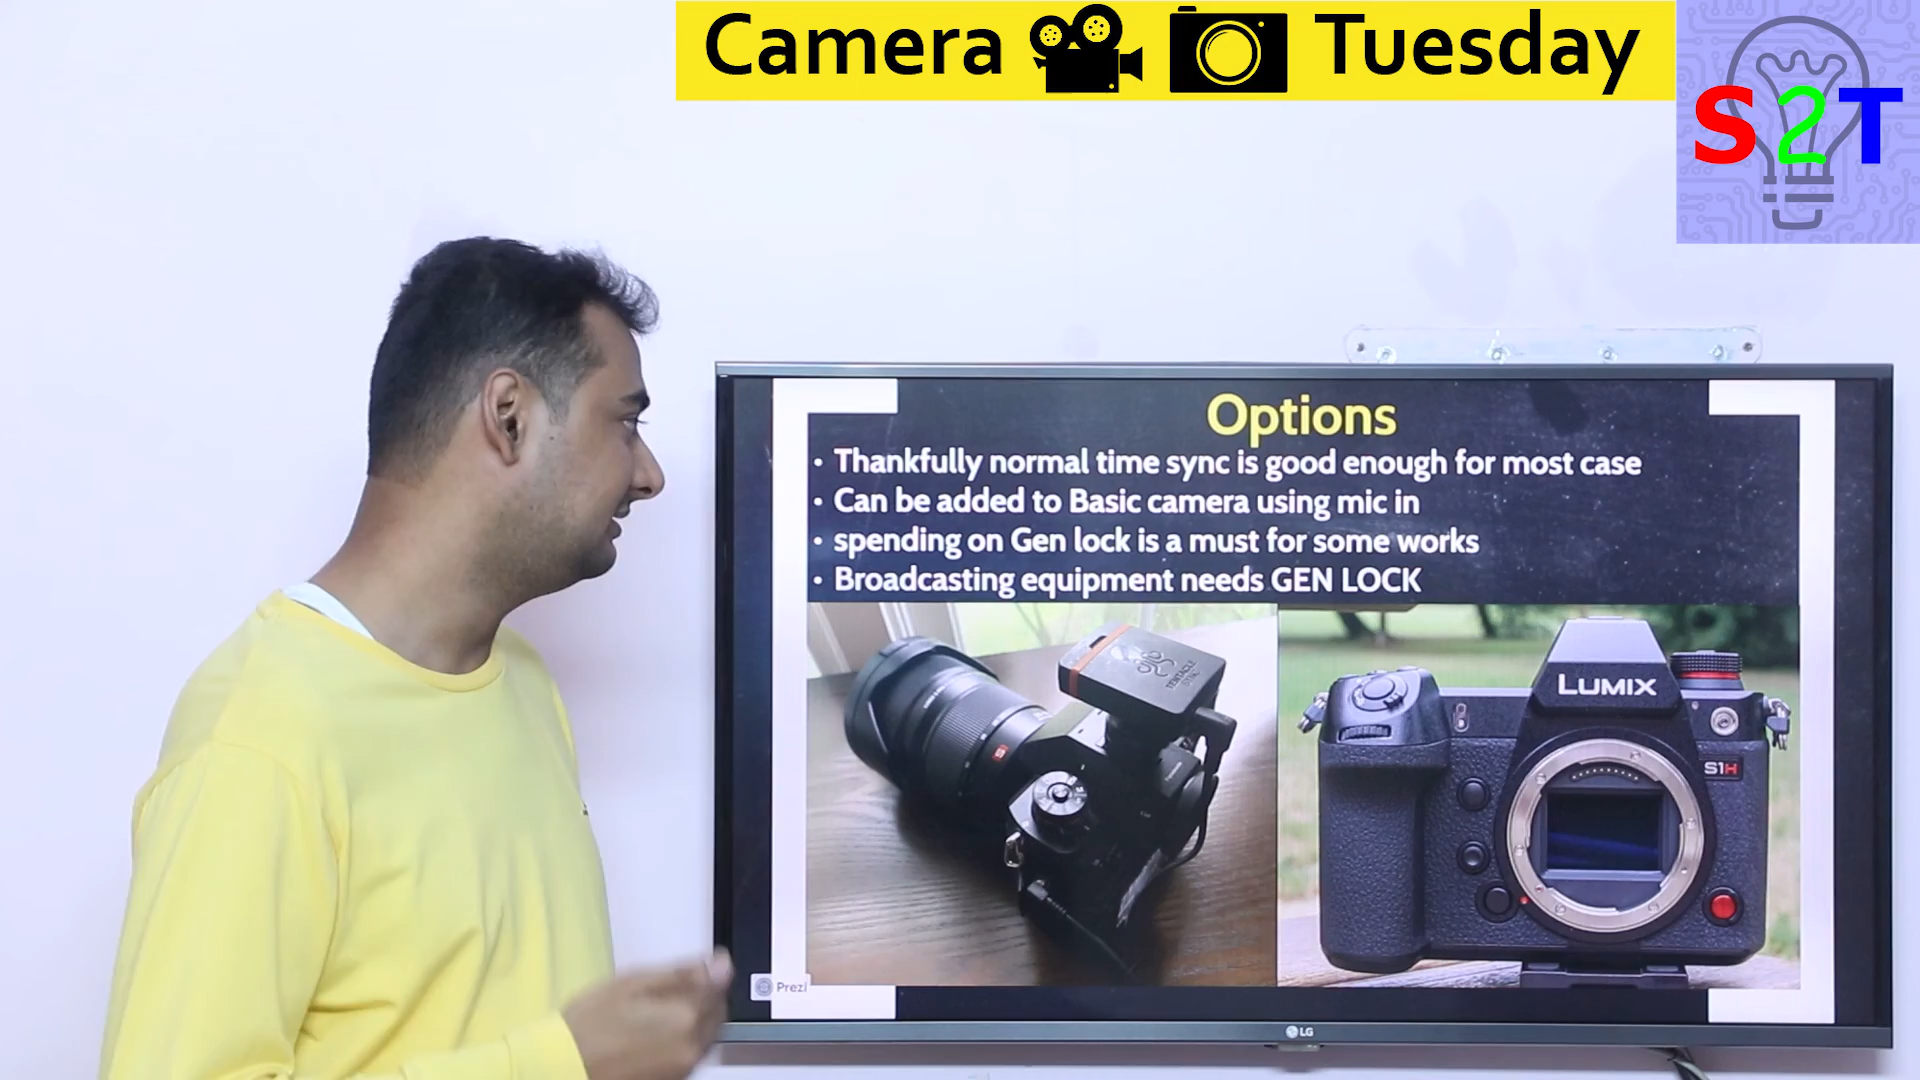 Camera Tuesday
S2T
Options
• Thankfully normal time sync is good enough for most case
• Can be added to Basic camera using mic in
• spending on Gen lock is a must for some works
• Broadcasting equipment needs GEN LOCK
TENTACLE
SYNC
LUMIX
S1H
Prezi
LG